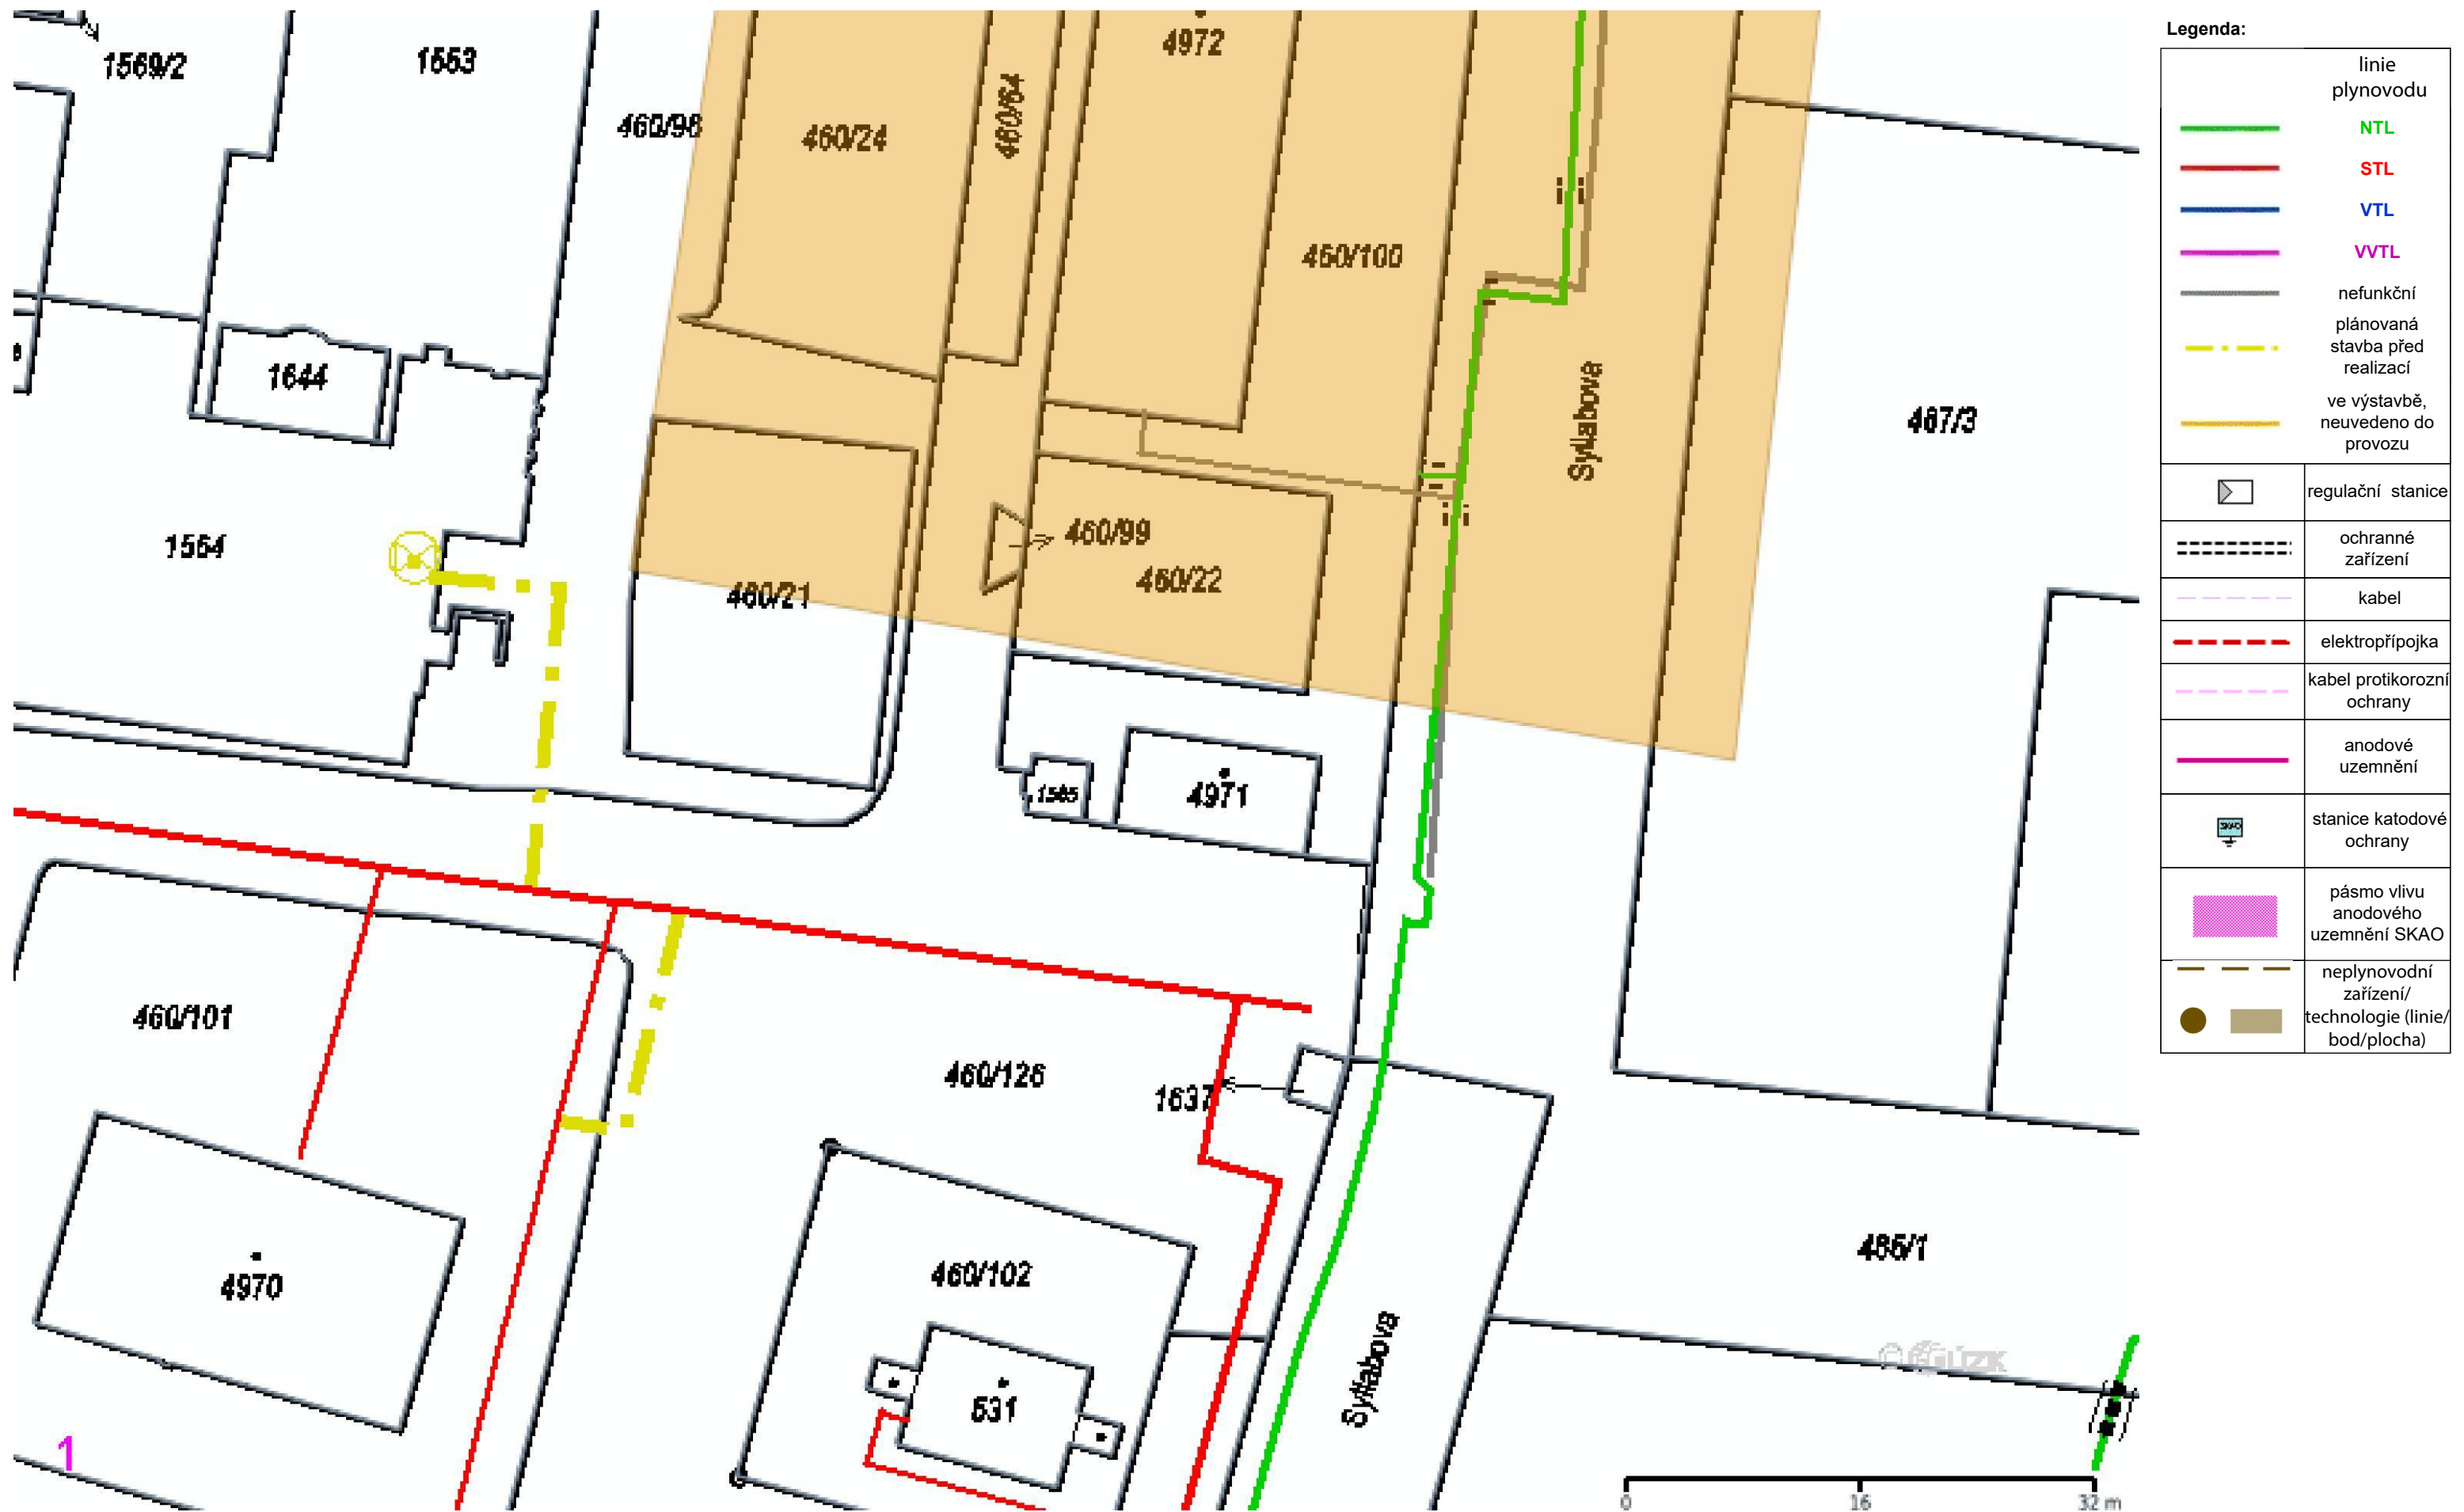 1569/2
1553
4972
460/98
460/24
460/64
460/100
1644
Syllabova
467/3
1554
460/99
460/22
460/21
1565
4971
460/101
460/126
1637
4970
460/102
531
Syllabova
1
0 16 32 m
Legenda:
linie
plynovodu
NTL
STL
VTL
VVTL
nefunkční
plánovaná
stavba před
realizací
ve výstavbě,
neuvedeno do
provozu
regulační stanice
ochranné
zařízení
kabel
elektropřípojka
kabel protikorozní
ochrany
anodové
uzemnění
SKAO
stanice katodové
ochrany
pásmo vlivu
anodového
uzemnění SKAO
neplynovodní
zařízení/
technologie (linie/
bod/plocha)